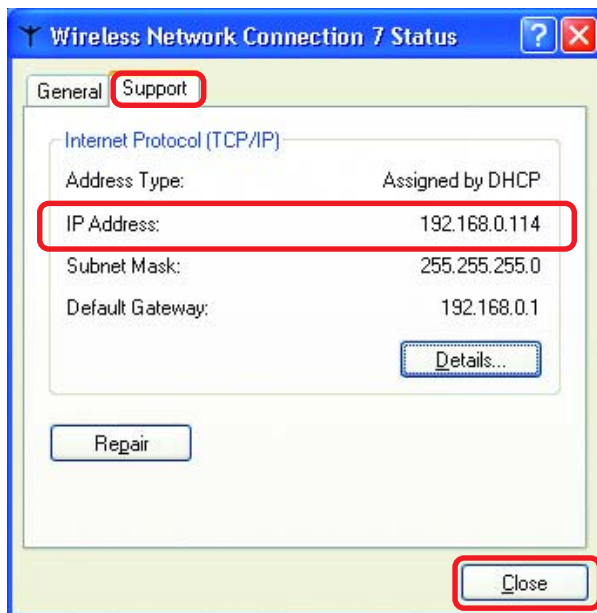 Wireless Network Connection 7 Status
General Support
Internet Protocol (TCP/IP)
Address Type: Assigned by DHCP
IP Address: 192.168.0.114
Subnet Mask: 255.255.255.0
Default Gateway: 192.168.0.1
Details...
Repair
Close